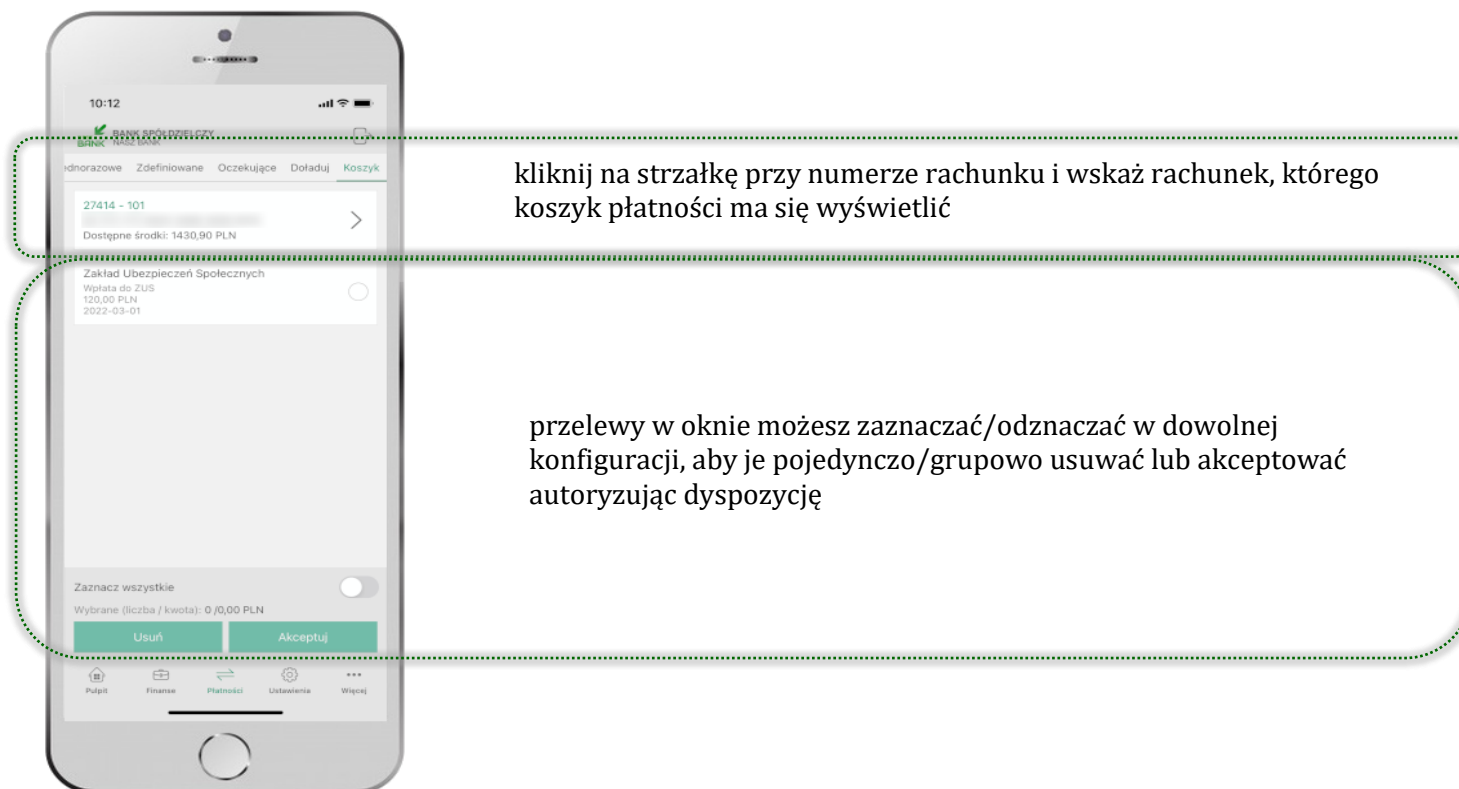 10:12
BANK SPÓŁDZIELCZY
BANK NASZ BANK
dnorazowe Zdefiniowane Oczekujące Doładuj Koszyk
27414 - 101
Dostępne środki: 1430,90 PLN
Zakład Ubezpieczeń Społecznych
Wpłata do ZUS
120,00 PLN
2022-03-01
Zaznacz wszystkie
Wybrane (liczba / kwota): 0 /0,00 PLN
Usuń Akceptuj
Pulpit Finanse Płatności Ustawienia Więcej
kliknij na strzałkę przy numerze rachunku i wskaż rachunek, którego
koszyk płatności ma się wyświetlić
przelewy w oknie możesz zaznaczać/odznaczać w dowolnej
konfiguracji, aby je pojedynczo/grupowo usuwać lub akceptować
autoryzując dyspozycję